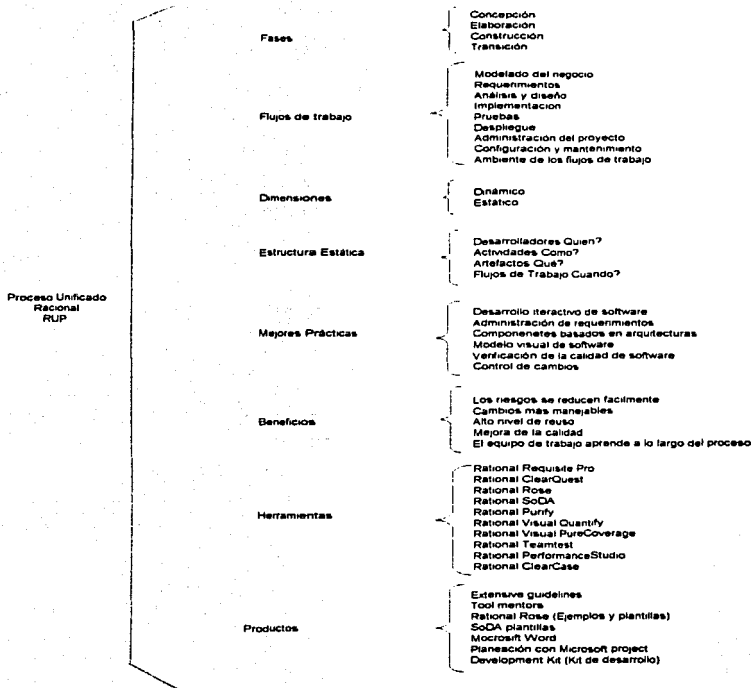 Proceso Unificado
Racional
RUP
Fases
Concepción
Elaboración
Construcción
Transición
Flujos de trabajo
Modelado del negocio
Requerimientos
Análisis y diseño
Implementacion
Pruebas
Despliegue
Administración del proyecto
Configuración y mantenimiento
Ambiente de los flujos de trabajo
Dimensiones
Dinámico
Estático
Estructura Estática
Desarrolladores Quien?
Actividades Como?
Artefactos Qué?
Flujos de Trabajo Cuando?
Mejores Prácticas
Desarrollo iteractivo de software
Administración de requerimientos
Componenetes basados en arquitecturas
Modelo visual de software
Verificación de la calidad de software
Control de cambios
Beneficios
Los riesgos se reducen facilmente
Cambios mas manejables
Alto nivel de reuso
Mejora de la calidad
El equipo de trabajo aprende a lo largo del proceso
Herramientas
Rational Requisite Pro
Rational ClearQuest
Rational Rose
Rational SoDA
Rational Purify
Rational Visual Quantify
Rational Visual PureCoverage
Rational Teamtest
Rational PerformanceStudio
Rational ClearCase
Productos
Extensive guidelines
Tool mentors
Rational Rose (Ejemplos y plantillas)
SoDA plantillas
Mocrosift Word
Planeación con Microsoft project
Development Kit (Kit de desarrollo)